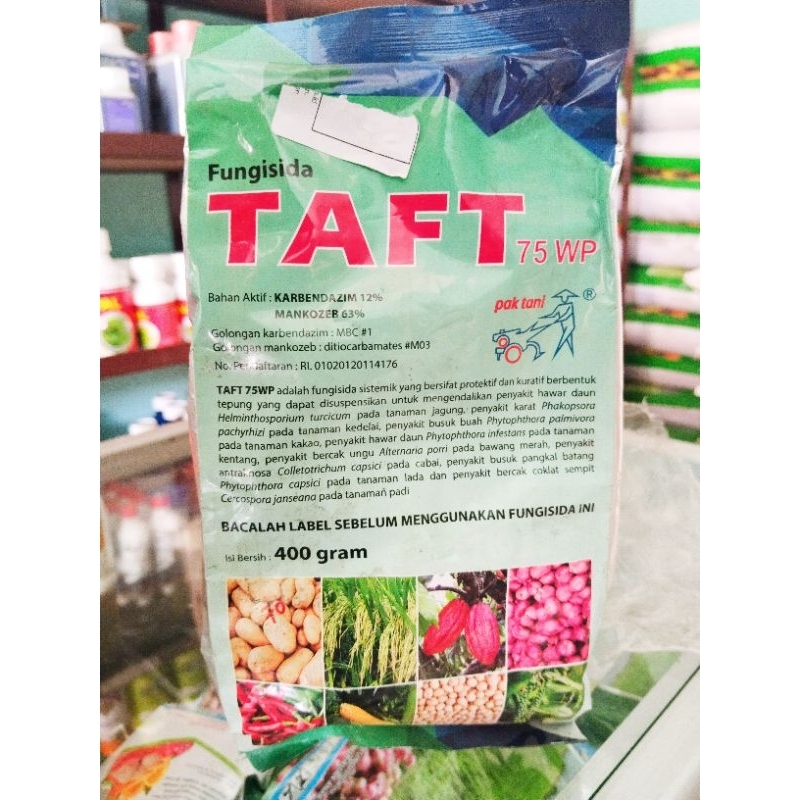 Fungisida
TAFT 75 WP
Bahan Aktif : KARBENDAZIM 12%
MANKOZEB 63%
pak tani ®
Golongan karbendazim : MBC #1
Golongan mankozeb : ditiocarbamates #M03
No. Pendaftaran : RI. 01020120114176
TAFT 75WP adalah fungisida sistemik yang bersifat protektif dan kuratif berbentuk
tepung yang dapat disuspensikan untuk mengendalikan penyakit hawar daun
Helminthosporium turcicum pada tanaman jagung, penyakit karat Phakopsora
pachyrhizi pada tanaman kedelai, penyakit busuk buah Phytophthora palmivora
pada tanaman kakao, penyakit hawar daun Phytophthora infestans pada tanaman
kentang, penyakit bercak ungu Alternaria porri pada bawang merah, penyakit
antraknosa Colletotrichum capsici pada cabai, penyakit busuk pangkal batang
Phytophthora capsici pada tanaman lada dan penyakit bercak coklat sempit
Cercospora janseana pada tanaman padi
BACALAH LABEL SEBELUM MENGGUNAKAN FUNGISIDA INI
Isi Bersih : 400 gram